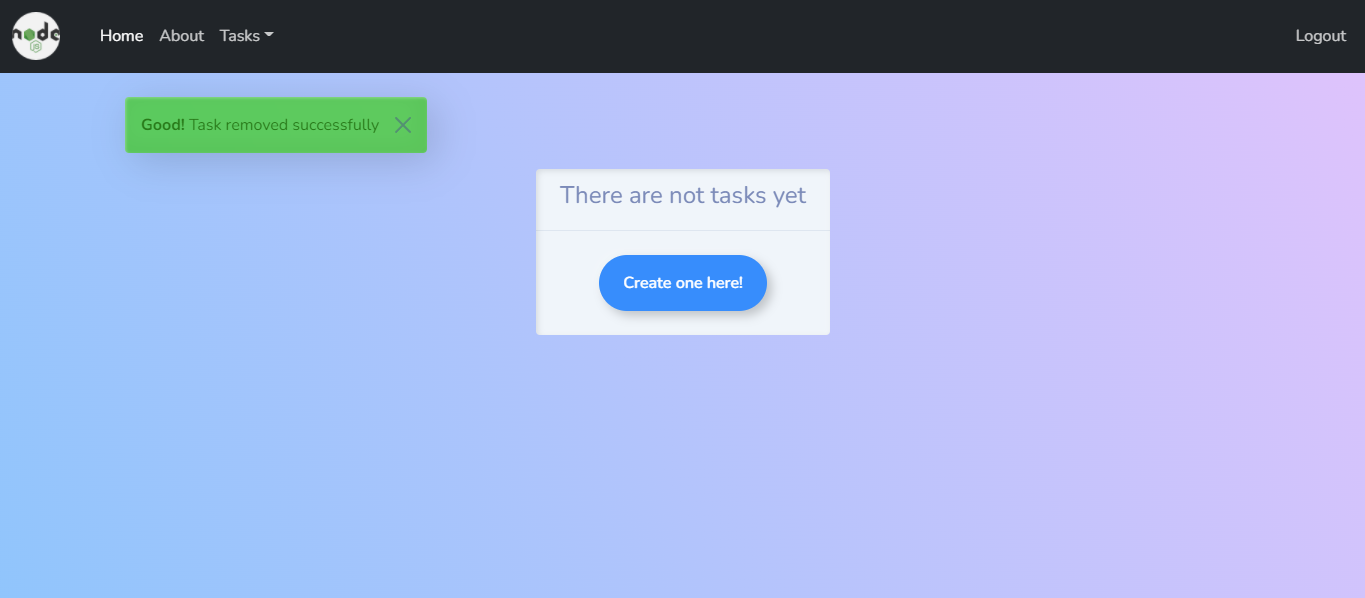 node
JS
Home About Tasks Logout
Good! Task removed successfully
There are not tasks yet
Create one here!